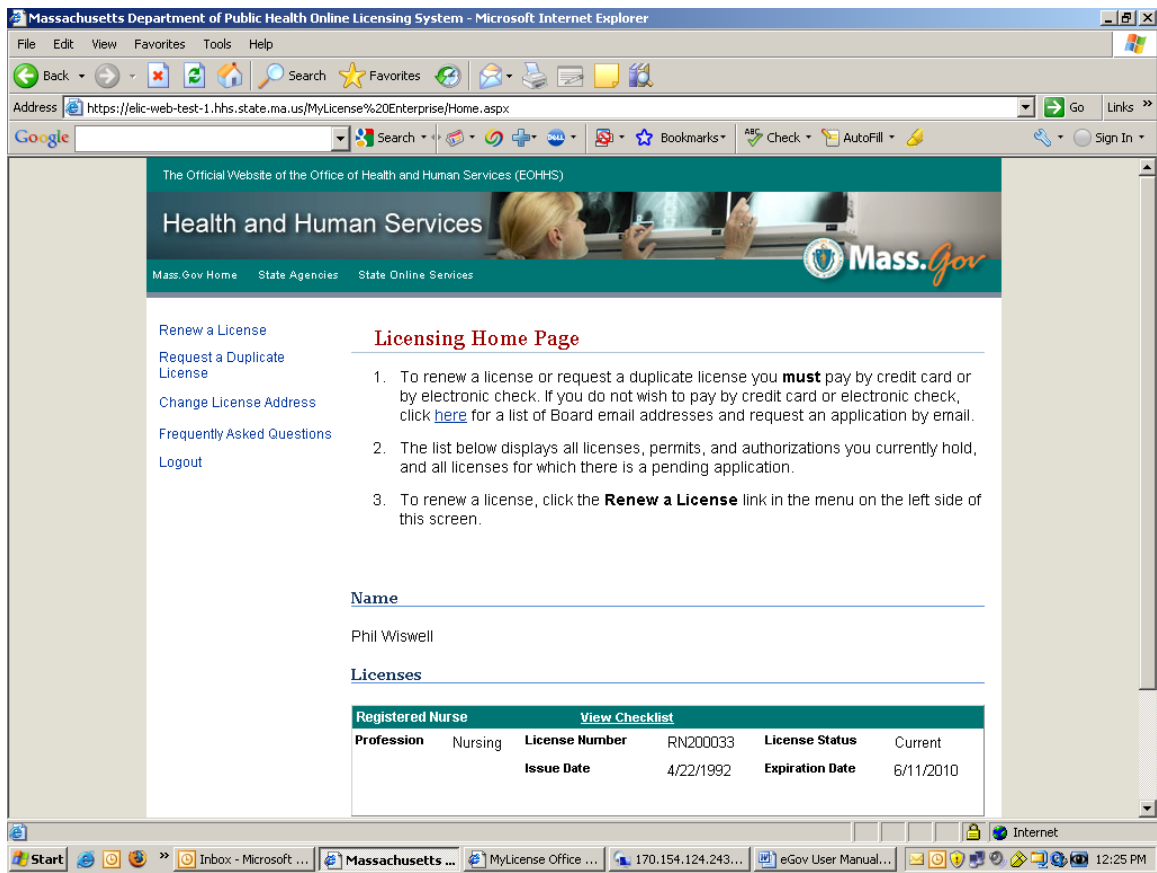 Massachusetts Department of Public Health Online Licensing System - Microsoft Internet Explorer
File Edit View Favorites Tools Help
Back Search Favorites
Address https://elic-web-test-1.hhs.state.ma.us/MyLicense%20Enterprise/Home.aspx Go Links »
Google Search Bookmarks Check AutoFill Sign In
The Official Website of the Office of Health and Human Services (EOHHS)
Health and Human Services
Mass.Gov
Mass.Gov Home State Agencies State Online Services
Renew a License
Request a Duplicate
License
Change License Address
Frequently Asked Questions
Logout
Licensing Home Page
1. To renew a license or request a duplicate license you must pay by credit card or
by electronic check. If you do not wish to pay by credit card or electronic check,
click here for a list of Board email addresses and request an application by email.
2. The list below displays all licenses, permits, and authorizations you currently hold,
and all licenses for which there is a pending application.
3. To renew a license, click the Renew a License link in the menu on the left side of
this screen.
Name
Phil Wiswell
Licenses
Registered Nurse View Checklist
Profession Nursing License Number RN200033 License Status Current
Issue Date 4/22/1992 Expiration Date 6/11/2010
Internet
Start » Inbox - Microsoft ... Massachusetts ... MyLicense Office ... 170.154.124.243... eGov User Manual... 12:25 PM